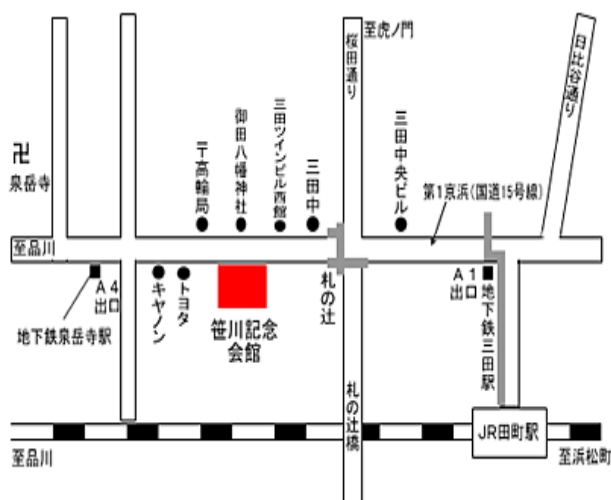 至虎ノ門
桜田通り
日比谷通り
卍
泉岳寺
〒高輪局
御田八幡神社
三田ツインビル西館
三田中
三田中央ビル
第1京浜(国道15号線)
至品川
A4
出口
地下鉄泉岳寺駅
キヤノン
トヨタ
笹川記念
会館
札の辻
A1
出口
地下鉄三田駅
札の辻橋
JR田町駅
至品川
至浜松町